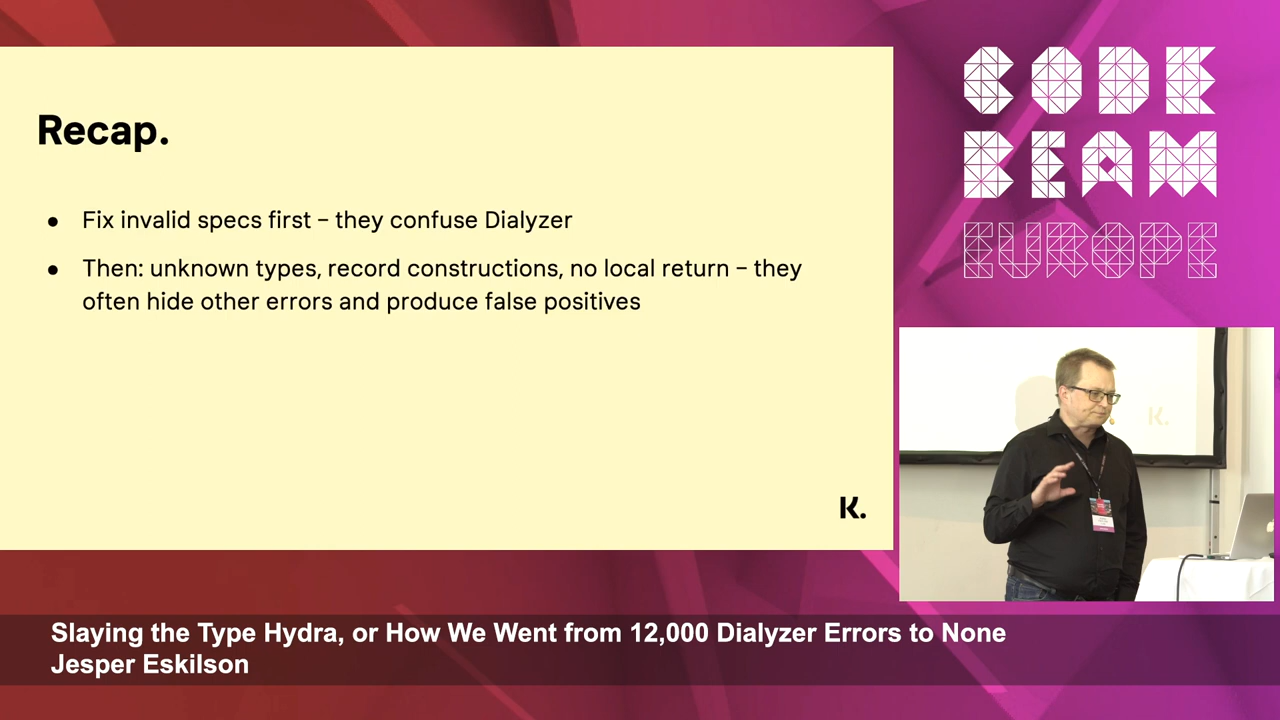 Recap.
● Fix invalid specs first – they confuse Dialyzer
● Then: unknown types, record constructions, no local return – they
often hide other errors and produce false positives
K.
CODE
BEAM
EUROPE
K.
Slaying the Type Hydra, or How We Went from 12,000 Dialyzer Errors to None
Jesper Eskilson